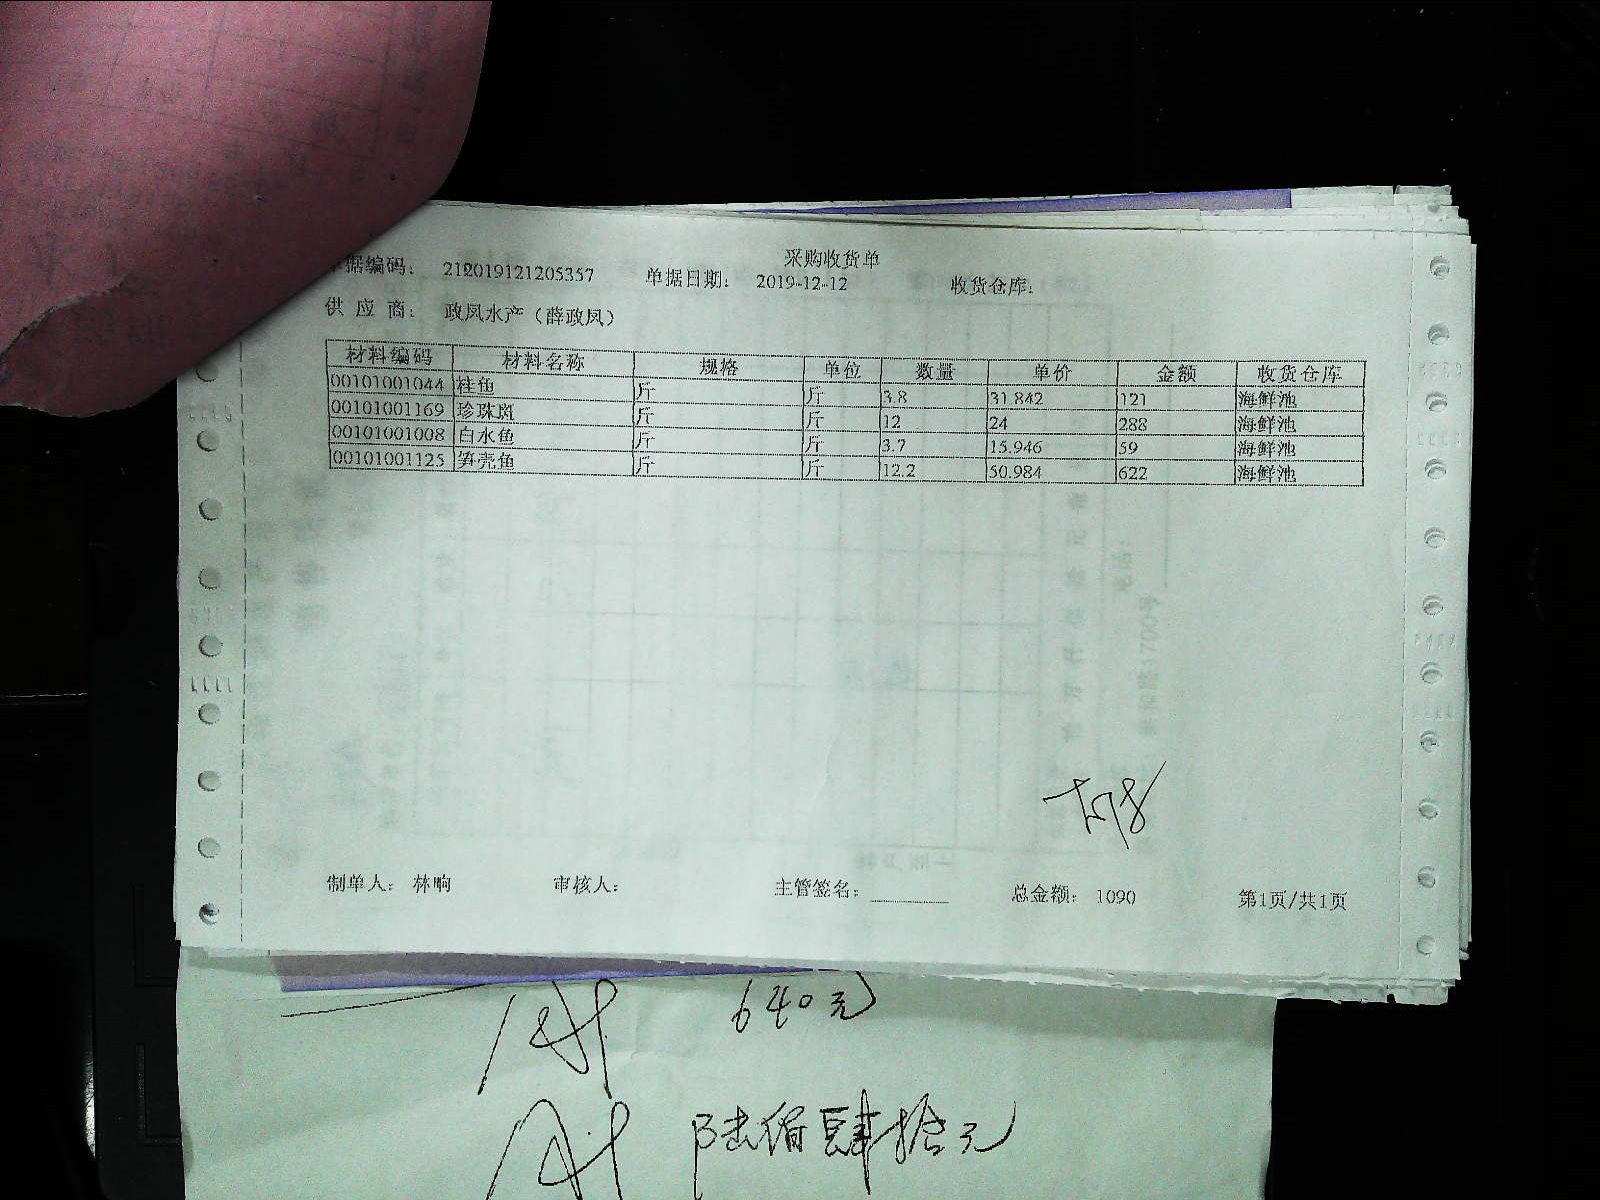 采购收货单
单据编码： 212019121205357 单据日期： 2019-12-12 收货仓库：
供 应 商： 政凤水产（薛政凤）
材料编码 材料名称 规格 单位 数量 单价 金额 收货仓库
00101001044 桂鱼 斤 斤 3.8 31.842 121 海鲜池
00101001169 珍珠斑 斤 斤 12 24 288 海鲜池
00101001008 白水鱼 斤 斤 3.7 15.946 59 海鲜池
00101001125 笋壳鱼 斤 斤 12.2 50.984 622 海鲜池
制单人： 林响 审核人： 主管签名： 总金额： 1090 第1页/共1页
640元
陆佰肆拾元